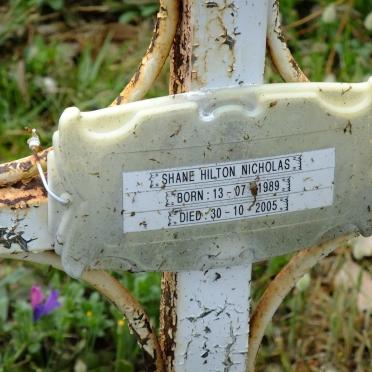 SHANE HILTON NICHOLAS
BORN : 13 - 07 - 1989
DIED : 30 - 10 - 2005